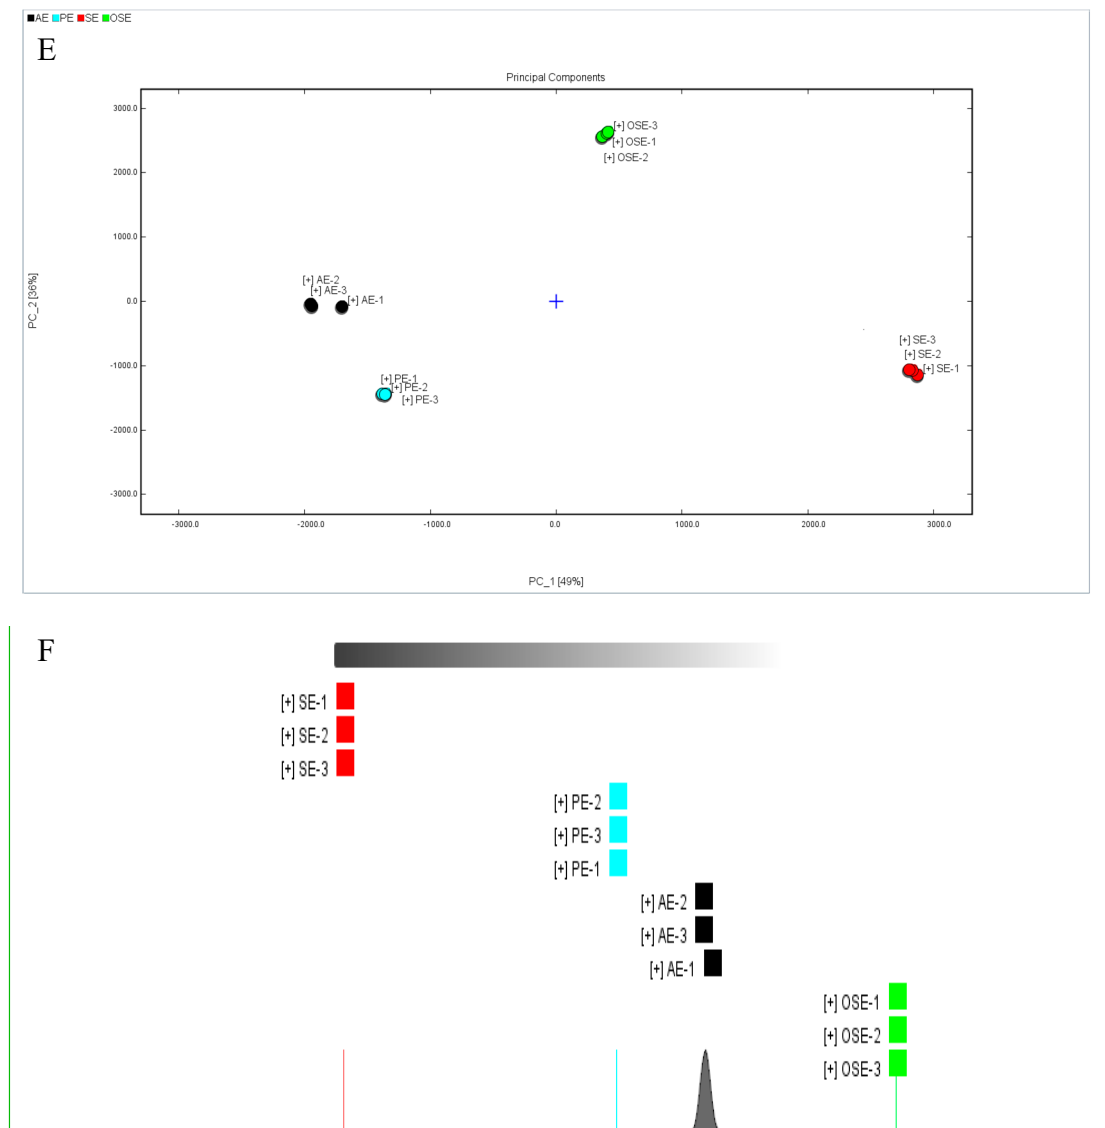 AE PE SE OSE
E
Principal Components
3000.0
[+] OSE-3
[+] OSE-1
[+] OSE-2
2000.0
1000.0
[+] AE-2
[+] AE-3
[+] AE-1
0.0
PC_2 [36%]
[+] SE-3
[+] SE-2
[+] SE-1
-1000.0
[+] PE-1
[+] PE-2
[+] PE-3
-2000.0
-3000.0
-3000.0 -2000.0 -1000.0 0.0 1000.0 2000.0 3000.0
PC_1 [49%]
F
[+] SE-1
[+] SE-2
[+] SE-3
[+] PE-2
[+] PE-3
[+] PE-1
[+] AE-2
[+] AE-3
[+] AE-1
[+] OSE-1
[+] OSE-2
[+] OSE-3